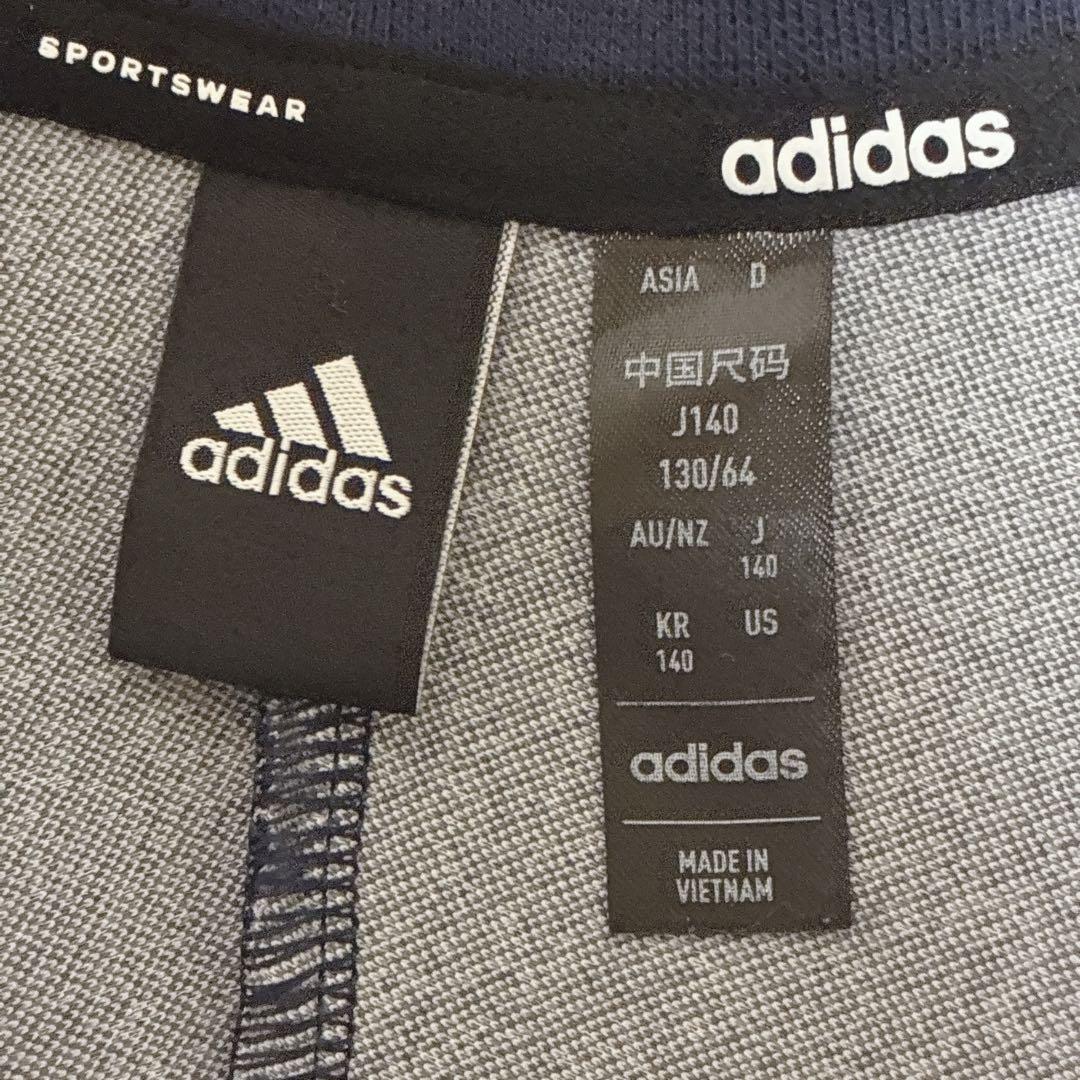 SPORTSWEAR
adidas
adidas
ASIA D
中国尺码
J140
130/64
AU/NZ J
140
KR US
140
adidas
MADE IN
VIETNAM